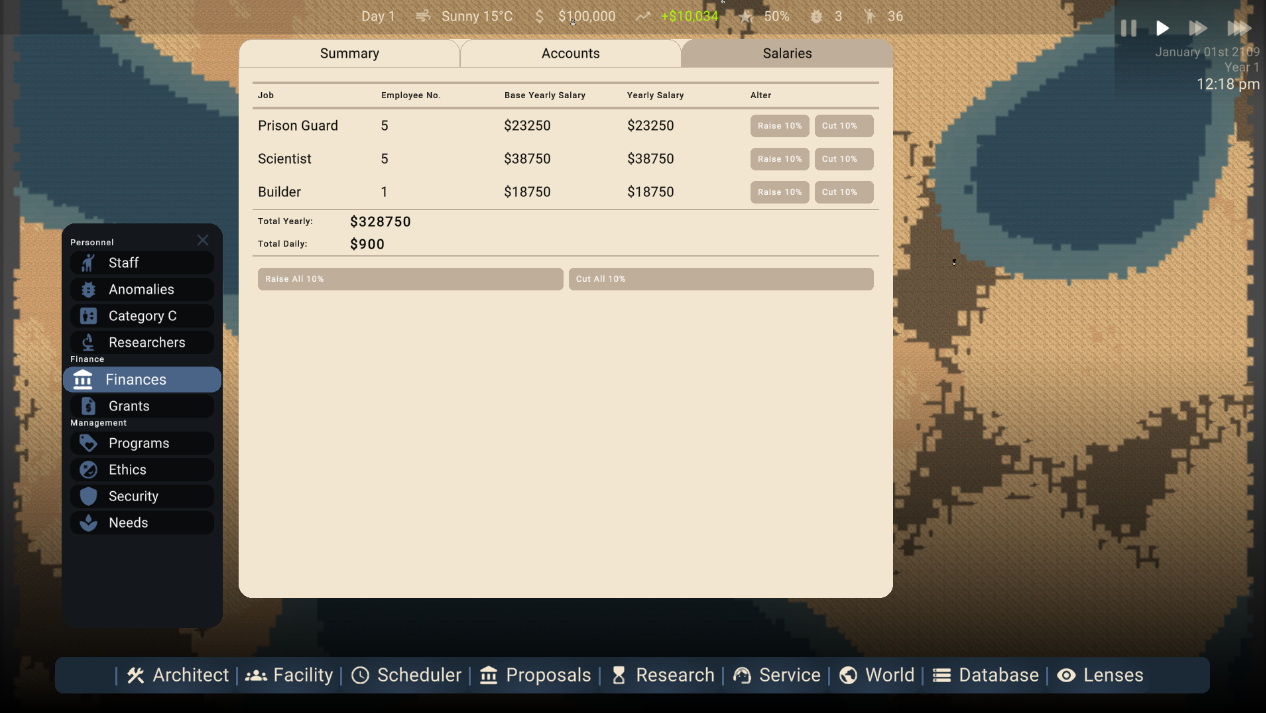 Day 1 Sunny 15°C $ $100,000 +$10,034 50% 3 36
January 01st 2109
Year 1
12:18 pm
Summary Accounts Salaries
Job Employee No. Base Yearly Salary Yearly Salary Alter
Prison Guard 5 $23250 $23250 Raise 10% Cut 10%
Scientist 5 $38750 $38750 Raise 10% Cut 10%
Builder 1 $18750 $18750 Raise 10% Cut 10%
Total Yearly: $328750
Total Daily: $900
Raise All 10% Cut All 10%
Personnel
Staff
Anomalies
Category C
Researchers
Finance
Finances
Grants
Management
Programs
Ethics
Security
Needs
Architect Facility Scheduler Proposals Research Service World Database Lenses